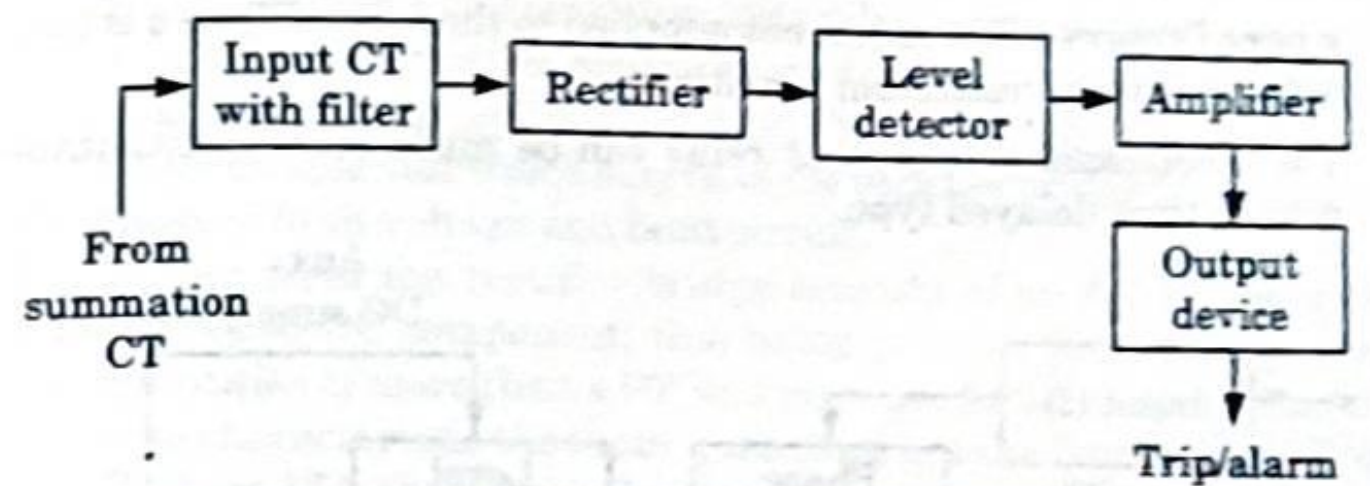 Input CT
with filter
Rectifier
Level
detector
Amplifier
From
summation
CT
Output
device
Trip/alarm